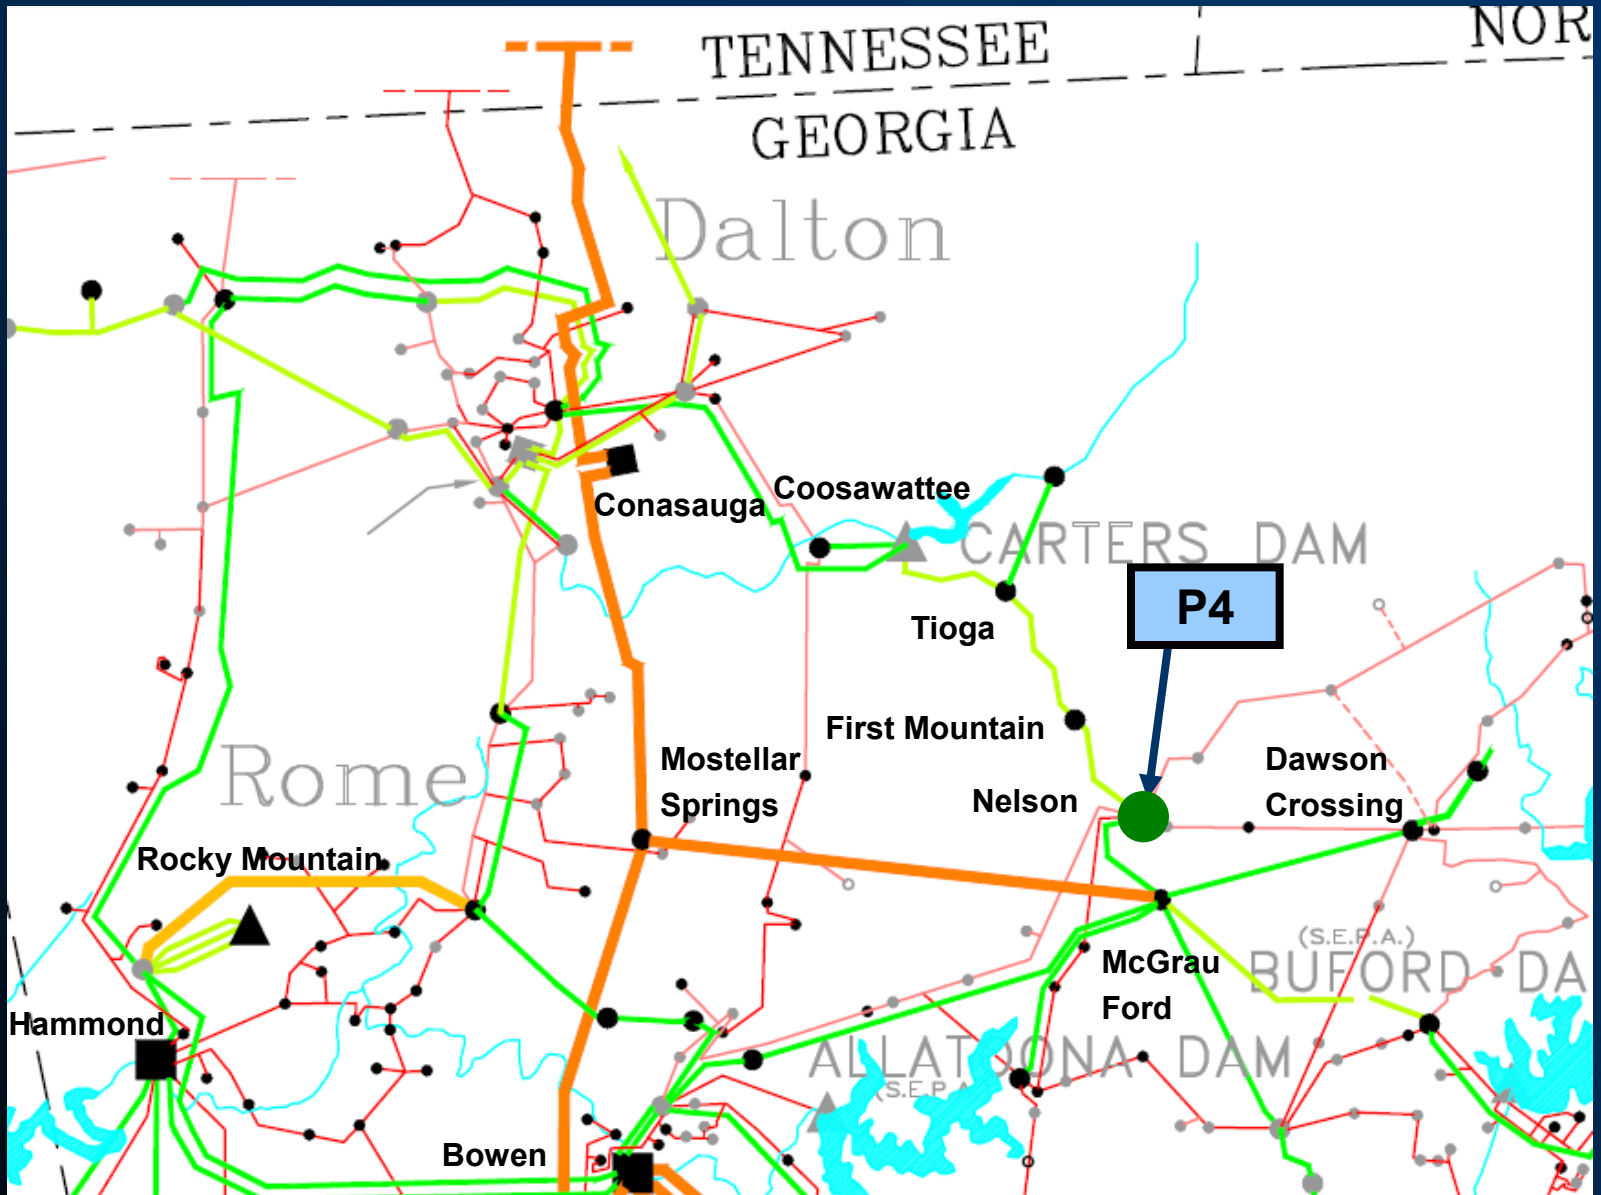 TENNESSEE
NOR
GEORGIA
Dalton
Conasauga
Coosawattee
CARTERS DAM
P4
Tioga
First Mountain
Rome
Mostellar
Springs
Nelson
Dawson
Crossing
Rocky Mountain
McGrau
Ford
(S.E.P.A.)
BUFORD DA
Hammond
ALLATOONA DAM
(S.E.P.A
Bowen